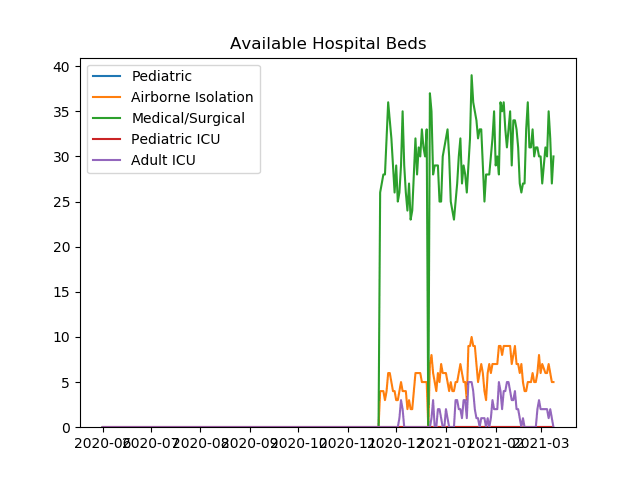 Available Hospital Beds
40
35
30
25
20
15
10
5
0
Pediatric
Airborne Isolation
Medical/Surgical
Pediatric ICU
Adult ICU
2020-06 2020-07 2020-08 2020-09 2020-10 2020-11 2020-12 2021-01 2021-02 2021-03